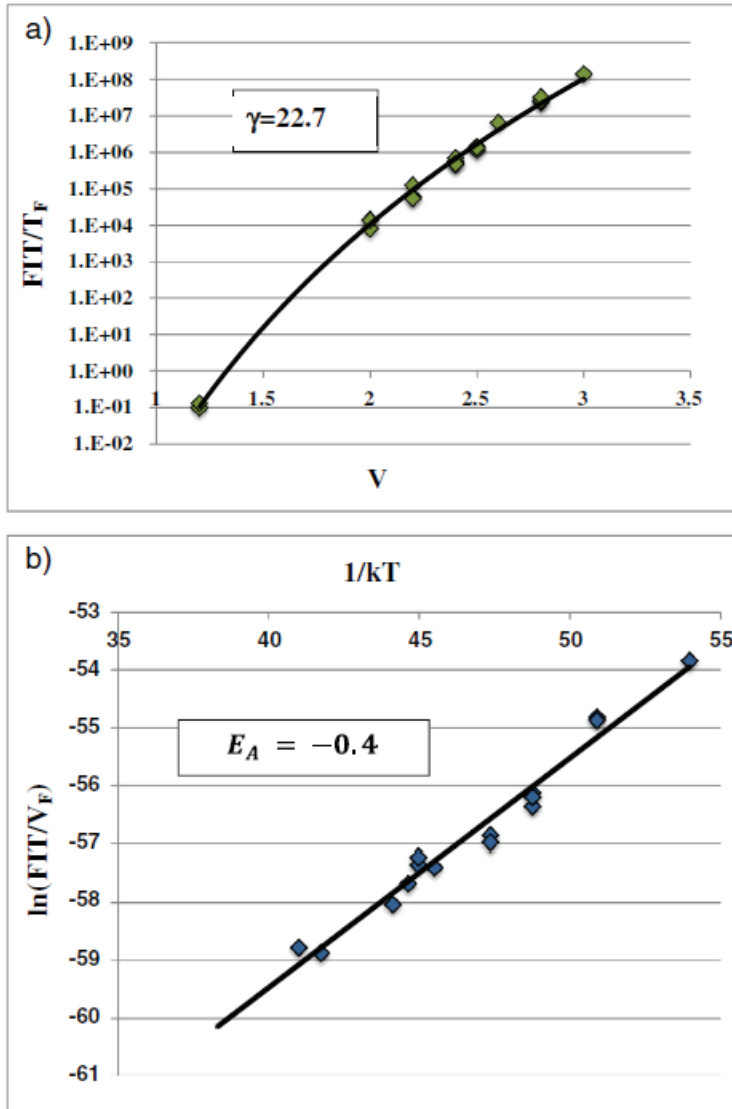 a)
1.E+09
1.E+08
1.E+07
1.E+06
1.E+05
1.E+04
1.E+03
1.E+02
1.E+01
1.E+00
1.E-01
1.E-02
FIT/T_F
γ=22.7
1 1.5 2 2.5 3 3.5
V
b)
1/kT
35 40 45 50 55
-53
-54
-55
-56
-57
-58
-59
-60
-61
ln(FIT/V_F)
E_A = −0.4